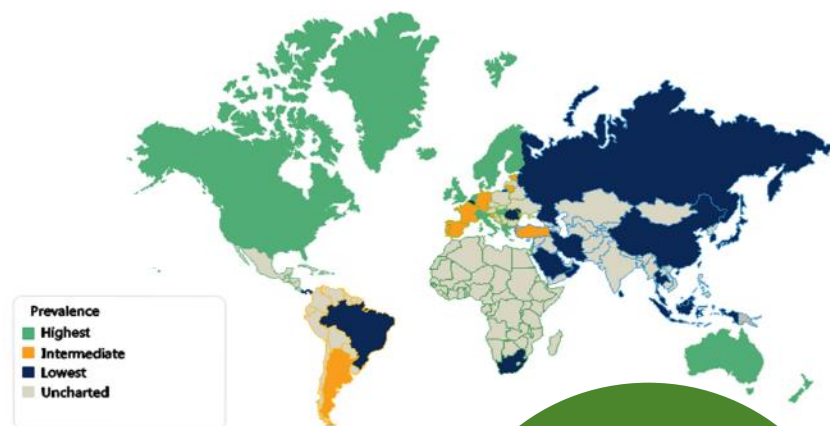 Prevalence
Highest
Intermediate
Lowest
Uncharted